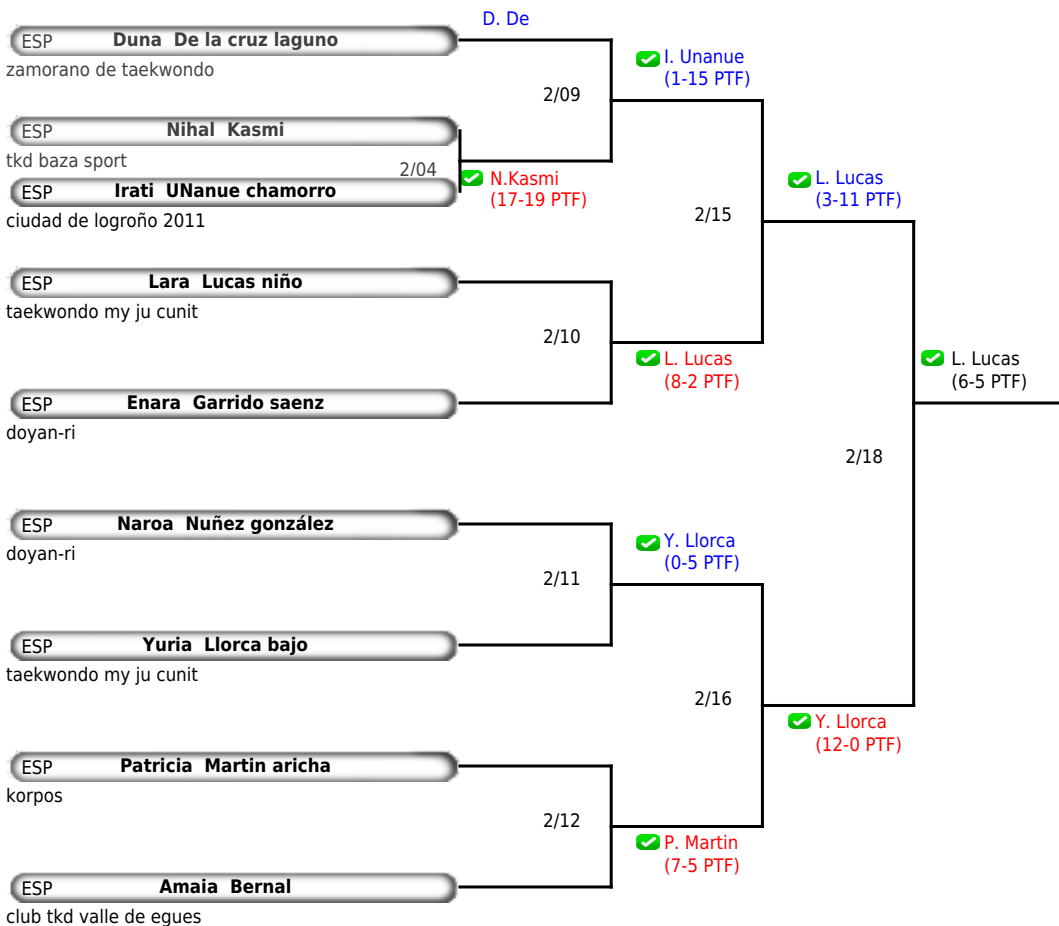 D. De
ESP Duna De la cruz laguno
zamorano de taekwondo
I. Unanue
(1-15 PTF)
2/09
ESP Nihal Kasmi
tkd baza sport
2/04
N.Kasmi
(17-19 PTF)
ESP Irati UNanue chamorro
ciudad de logroño 2011
L. Lucas
(3-11 PTF)
2/15
ESP Lara Lucas niño
taekwondo my ju cunit
2/10
L. Lucas
(8-2 PTF)
L. Lucas
(6-5 PTF)
ESP Enara Garrido saenz
doyan-ri
2/18
ESP Naroa Nuñez gonzález
doyan-ri
Y. Llorca
(0-5 PTF)
2/11
ESP Yuria Llorca bajo
taekwondo my ju cunit
2/16
Y. Llorca
(12-0 PTF)
ESP Patricia Martin aricha
korpos
2/12
P. Martin
(7-5 PTF)
ESP Amaia Bernal
club tkd valle de egues